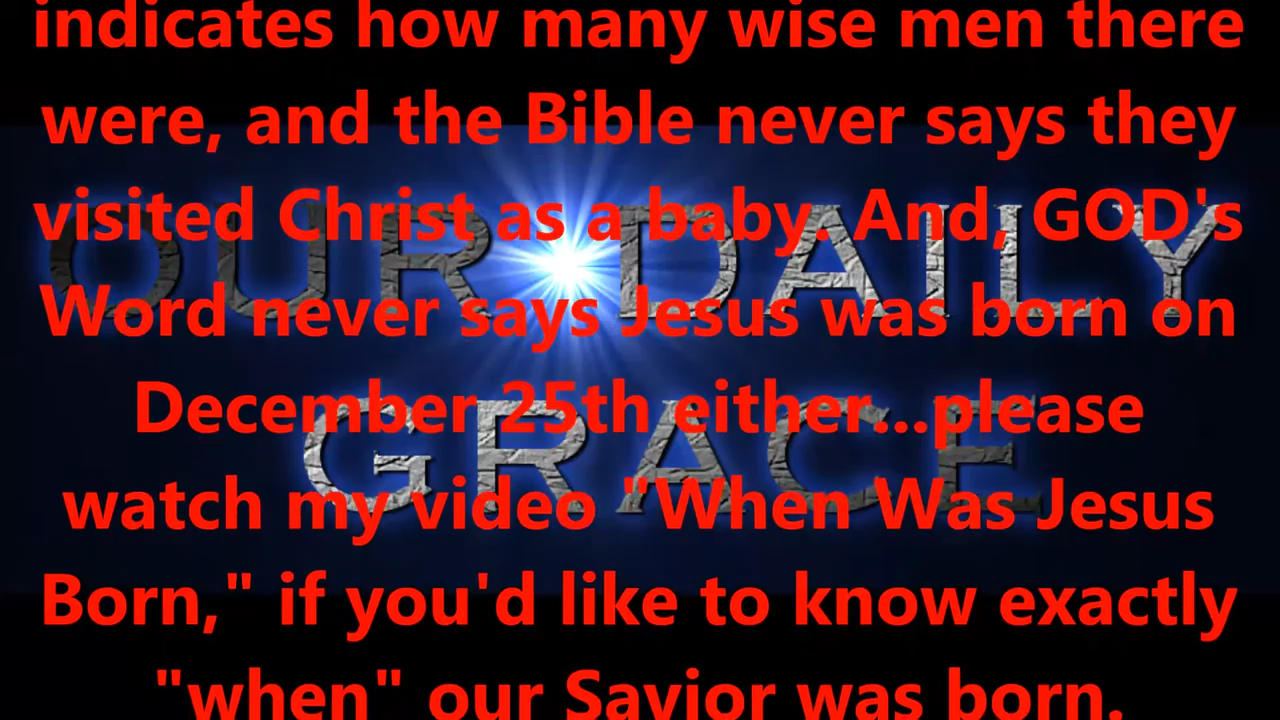 indicates how many wise men there
were, and the Bible never says they
visited Christ as a baby. And, GOD's
Word never says Jesus was born on
December 25th either...please
watch my video "When Was Jesus
Born," if you'd like to know exactly
"when" our Savior was born.
OUR DAILY
GRACE